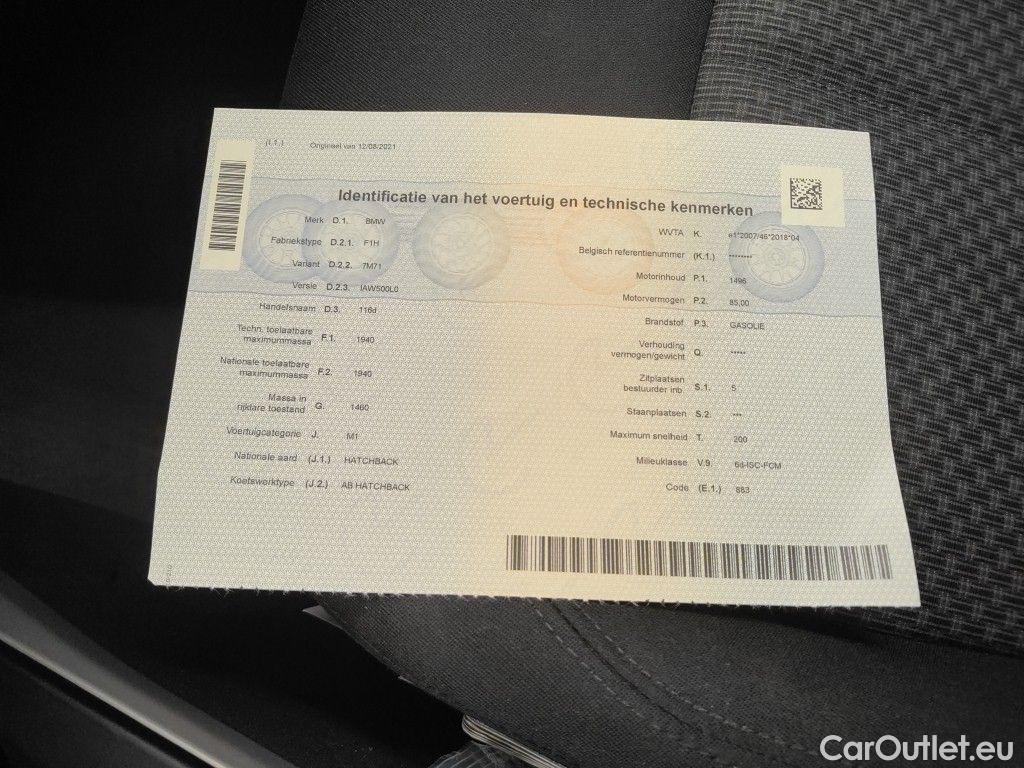 (I.1.) Origineel van 12/08/2021
Identificatie van het voertuig en technische kenmerken
Merk D.1. BMW
Fabriekstype D.2.1. F1H
Variant D.2.2. 7M71
Versie D.2.3. IAW500L0
Handelsnaam D.3. 116d
Techn. toelaatbare
maximummassa F.1. 1940
Nationale toelaatbare
maximummassa F.2. 1940
Massa in
rijklare toestand G. 1460
Voertuigcategorie J. M1
Nationale aard (J.1.) HATCHBACK
Koetswerktype (J.2.) AB HATCHBACK
WVTA K. e1*2007/46*2018*04
Belgisch referentienummer (K.1.) ********
Motorinhoud P.1. 1496
Motorvermogen P.2. 85,00
Brandstof P.3. GASOLIE
Verhouding
vermogen/gewicht Q. *****
Zitplaatsen
bestuurder inb. S.1. 5
Staanplaatsen S.2. ***
Maximum snelheid T. 200
Milieuklasse V.9. 6d-ISC-FCM
Code (E.1.) 883
CarOutlet.eu